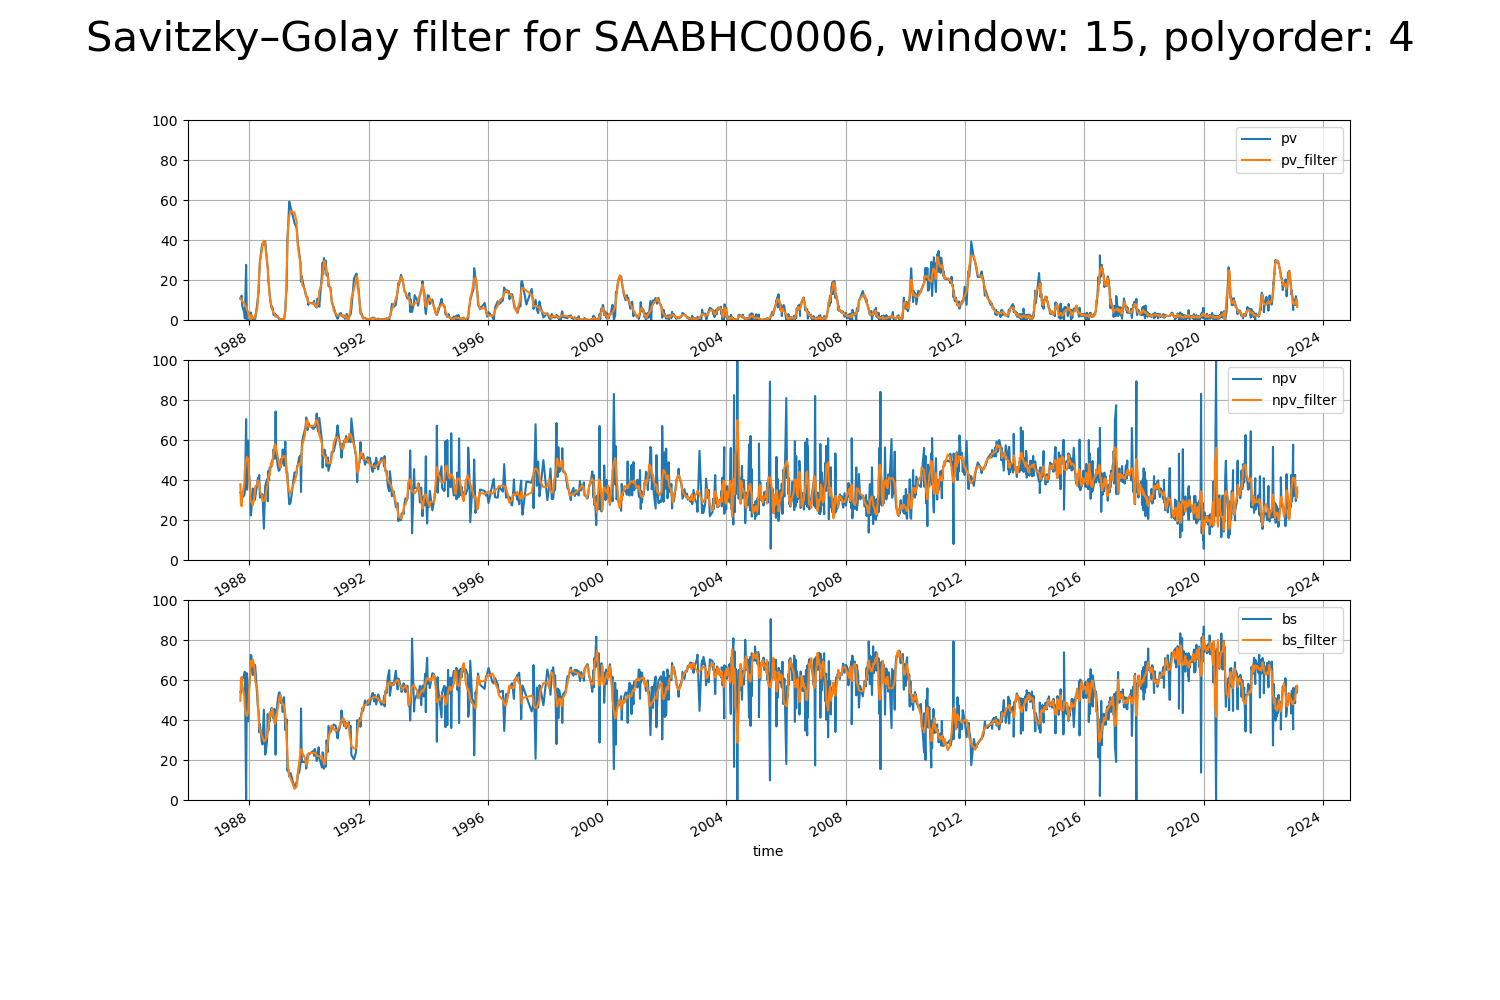 Savitzky–Golay filter for SAABHC0006, window: 15, polyorder: 4
100
80
60
40
20
0
pv
pv_filter
1988 1992 1996 2000 2004 2008 2012 2016 2020 2024
100
80
60
40
20
0
npv
npv_filter
1988 1992 1996 2000 2004 2008 2012 2016 2020 2024
100
80
60
40
20
0
bs
bs_filter
1988 1992 1996 2000 2004 2008 2012 2016 2020 2024
time